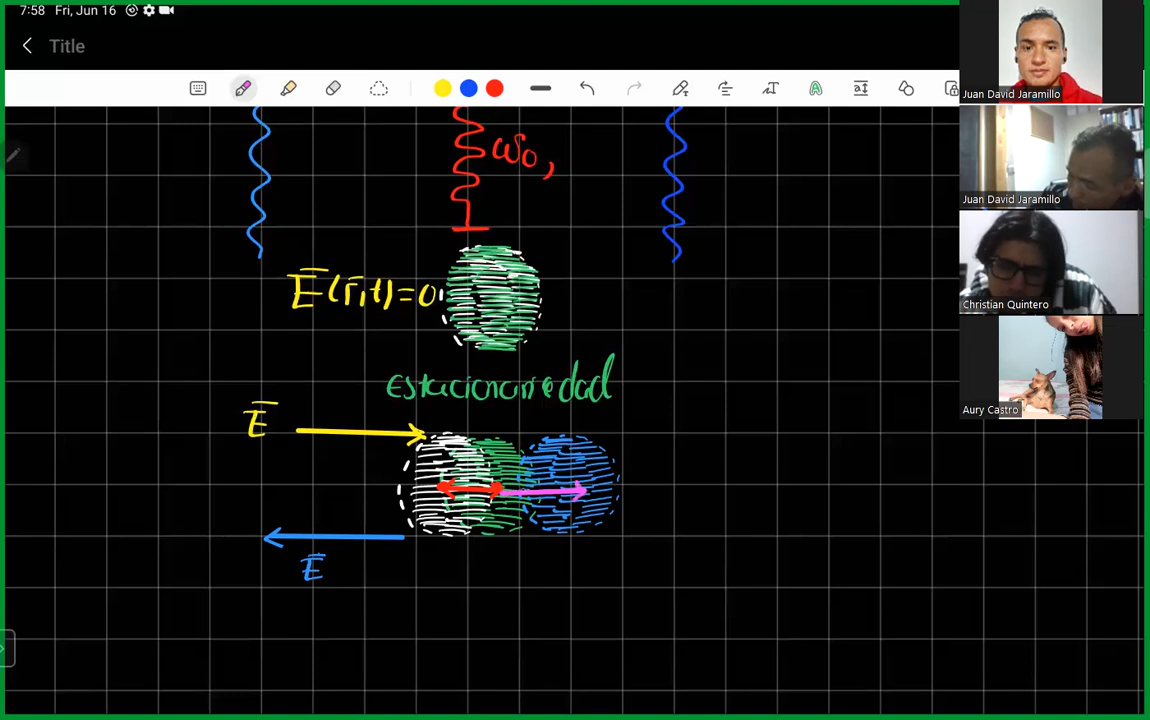 7:58 Fri, Jun 16
Title
ω₀,
E̅(r̅,t)=0
estacionariedad
E̅
E̅
Juan David Jaramillo
Juan David Jaramillo
Christian Quintero
Aury Castro